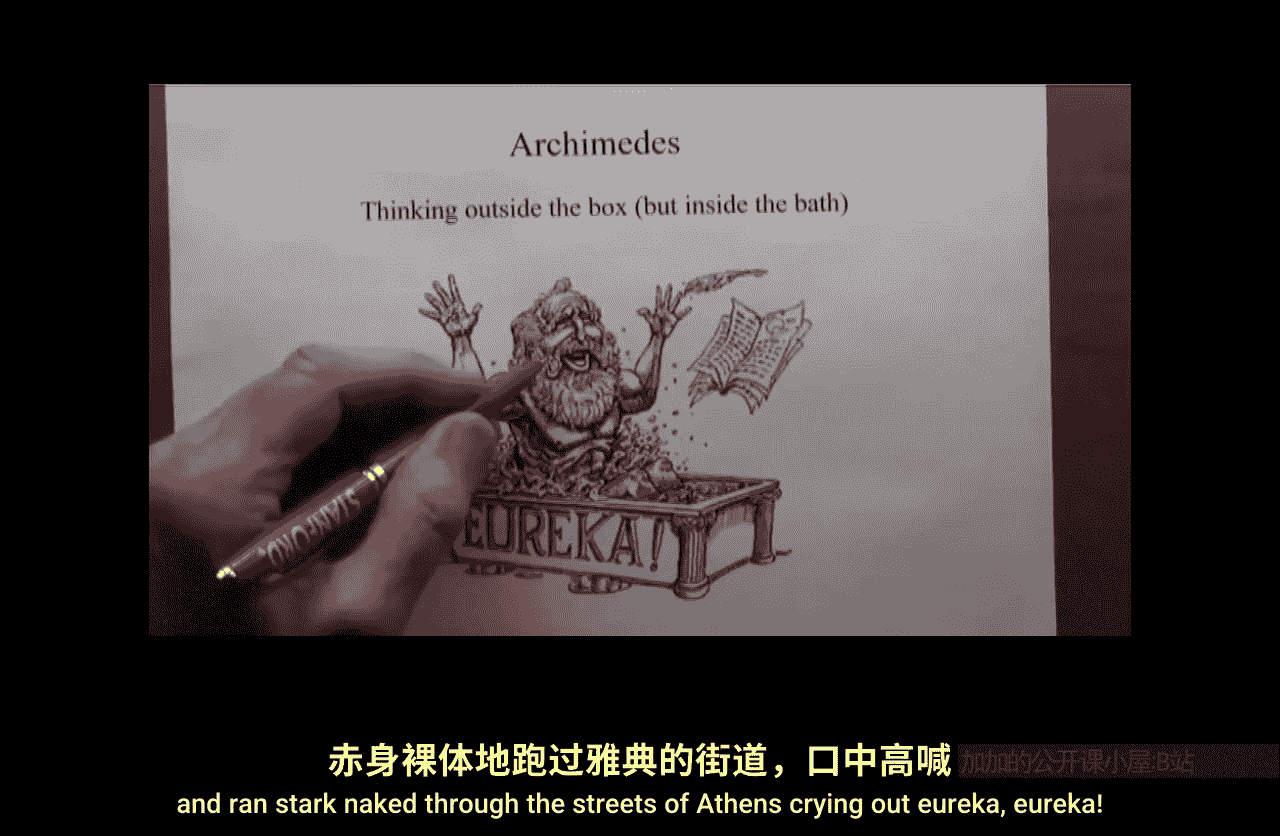 Archimedes
Thinking outside the box (but inside the bath)
EUREKA!
STANFORD
赤身裸体地跑过雅典的街道，口中高喊
加加的公开课小屋:B站
and ran stark naked through the streets of Athens crying out eureka, eureka!